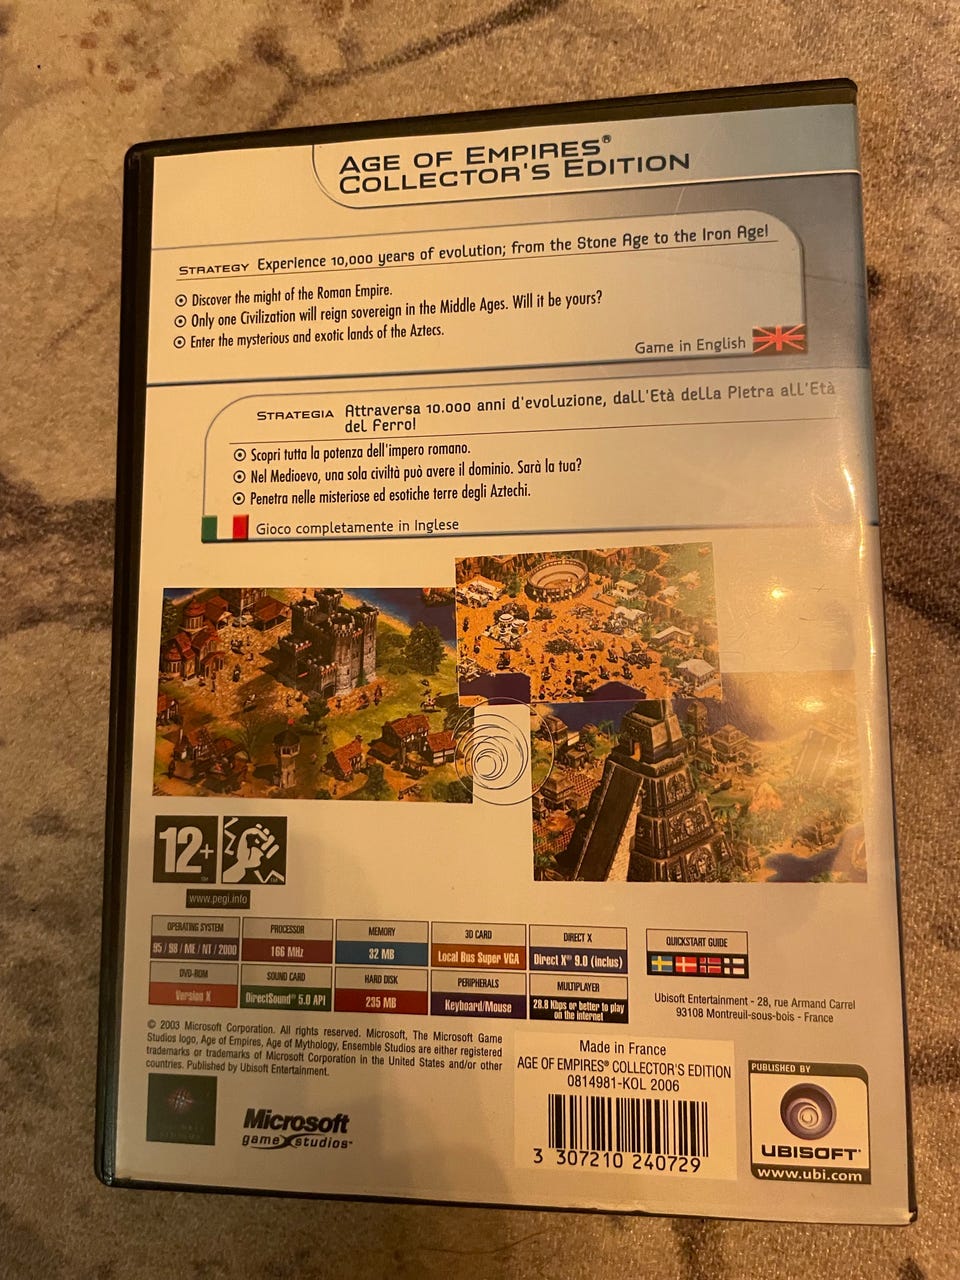 AGE OF EMPIRES®
COLLECTOR'S EDITION
STRATEGY Experience 10,000 years of evolution; from the Stone Age to the Iron Age!
Discover the might of the Roman Empire.
Only one Civilization will reign sovereign in the Middle Ages. Will it be yours?
Enter the mysterious and exotic lands of the Aztecs.
Game in English
STRATEGIA Attraversa 10.000 anni d'evoluzione, dall'Età della Pietra all'Età
del Ferro!
Scopri tutta la potenza dell'impero romano.
Nel Medioevo, una sola civiltà può avere il dominio. Sarà la tua?
Penetra nelle misteriose ed esotiche terre degli Aztechi.
Gioco completamente in Inglese
12+
www.pegi.info
OPERATING SYSTEM
95 / 98 / ME / NT / 2000
PROCESSOR
166 MHz
MEMORY
32 MB
3D CARD
Local Bus Super VGA
DIRECT X
Direct X® 9.0 (inclus)
QUICKSTART GUIDE
DVD-ROM
Version X
SOUND CARD
DirectSound® 5.0 API
HARD DISK
235 MB
PERIPHERALS
Keyboard/Mouse
MULTIPLAYER
28.8 Kbps or better to play
on the internet
Ubisoft Entertainment - 28, rue Armand Carrel
93108 Montreuil-sous-bois - France
© 2003 Microsoft Corporation. All rights reserved. Microsoft, The Microsoft Game
Studios logo, Age of Empires, Age of Mythology, Ensemble Studios are either registered
trademarks or trademarks of Microsoft Corporation in the United States and/or other
countries. Published by Ubisoft Entertainment.
Microsoft
game studios™
Made in France
AGE OF EMPIRES® COLLECTOR'S EDITION
0814981-KOL 2006
3 307210 240729
PUBLISHED BY
UBISOFT
www.ubi.com